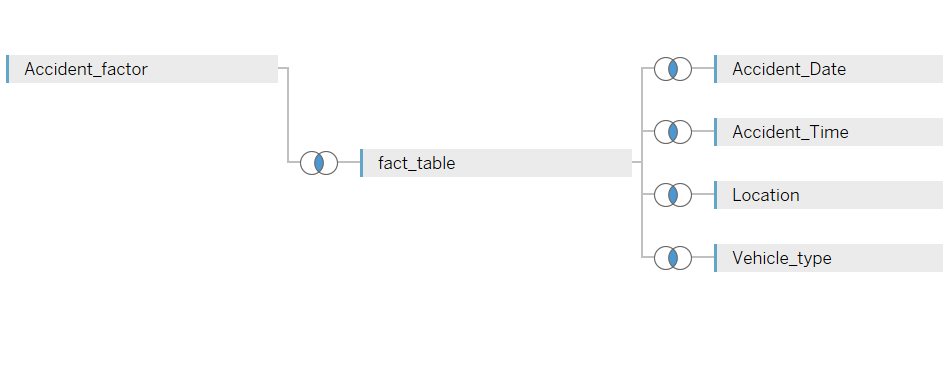 Accident_factor
fact_table
Accident_Date
Accident_Time
Location
Vehicle_type